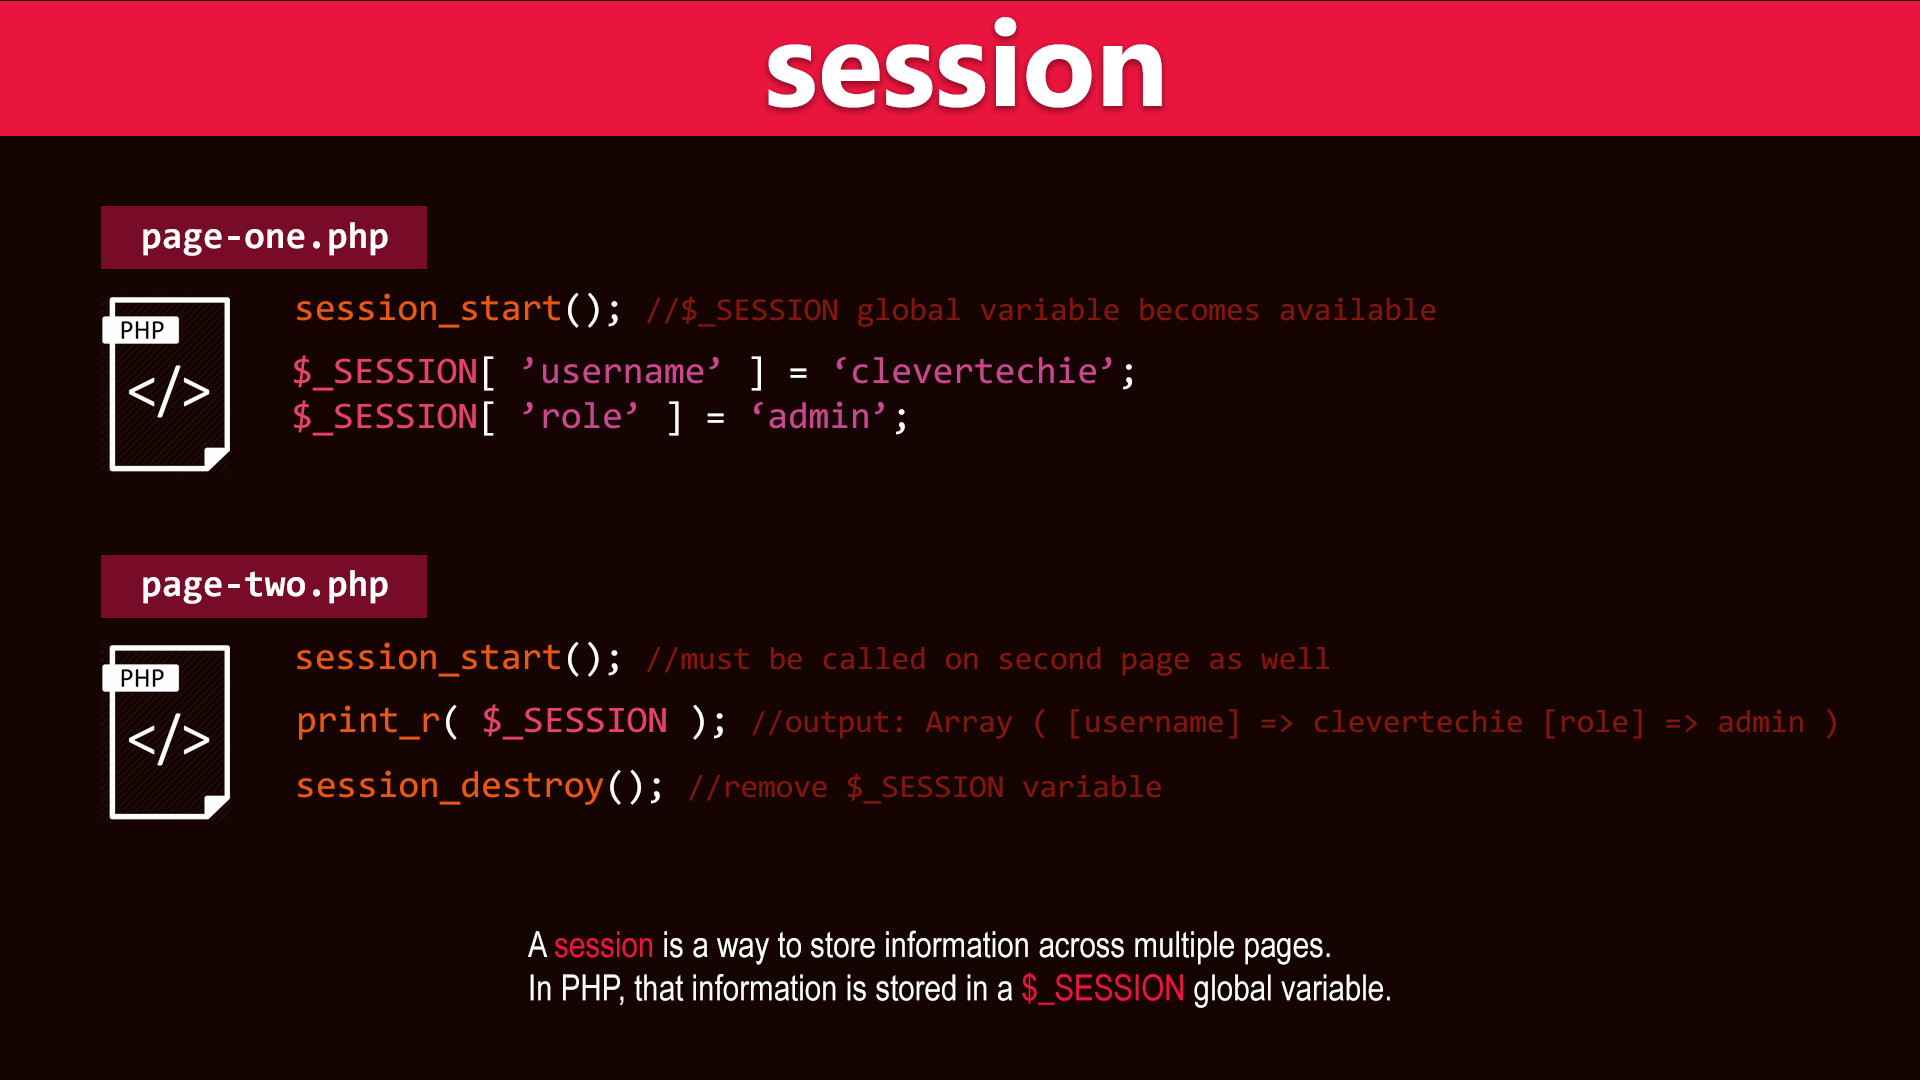 session
page-one.php
PHP
</>
session_start(); //$_SESSION global variable becomes available
$_SESSION[ ’username’ ] = ‘clevertechie’;
$_SESSION[ ’role’ ] = ‘admin’;
page-two.php
PHP
</>
session_start(); //must be called on second page as well
print_r( $_SESSION ); //output: Array ( [username] => clevertechie [role] => admin )
session_destroy(); //remove $_SESSION variable
A session is a way to store information across multiple pages.
In PHP, that information is stored in a $_SESSION global variable.